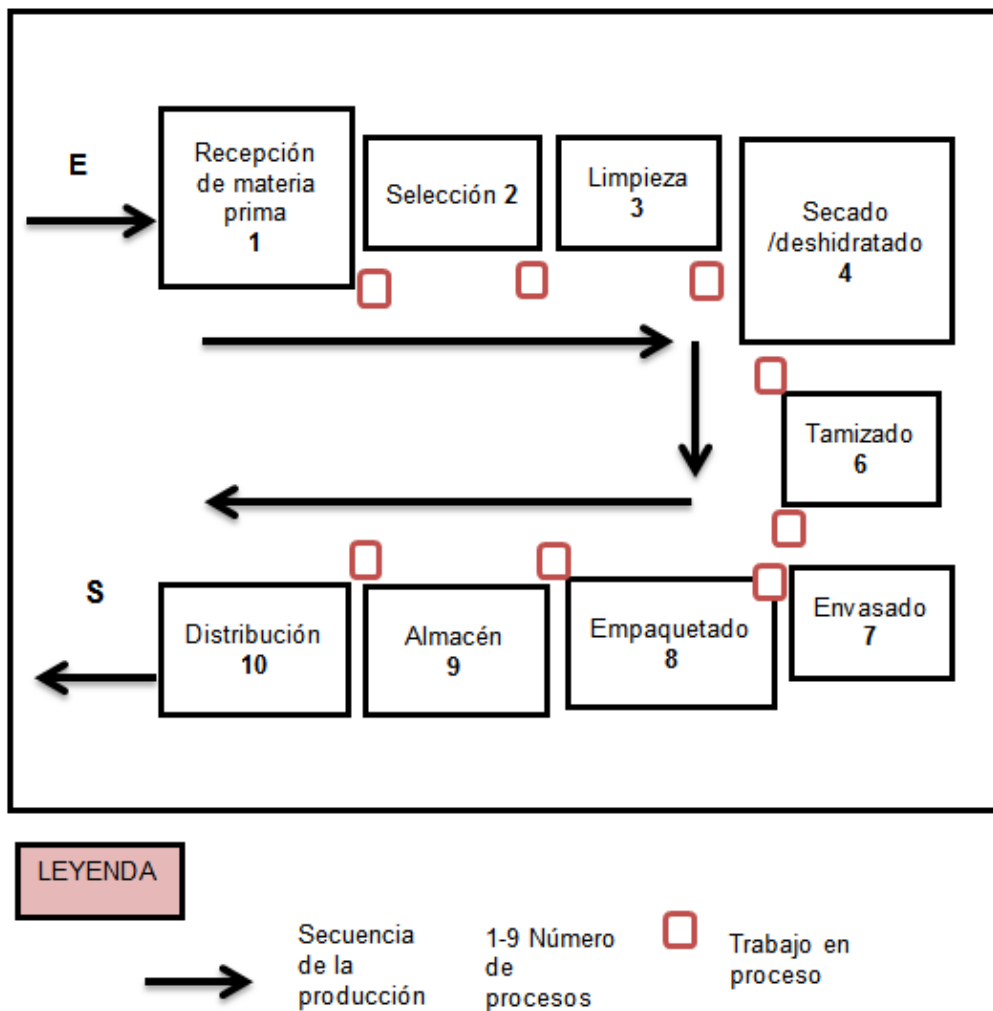 E
Recepción
de materia
prima
1
Selección 2
Limpieza
3
Secado
/deshidratado
4
Tamizado
6
Envasado
7
Empaquetado
8
Almacén
9
Distribución
10
S
LEYENDA
Secuencia
de la
producción
1-9 Número
de
procesos
Trabajo en
proceso